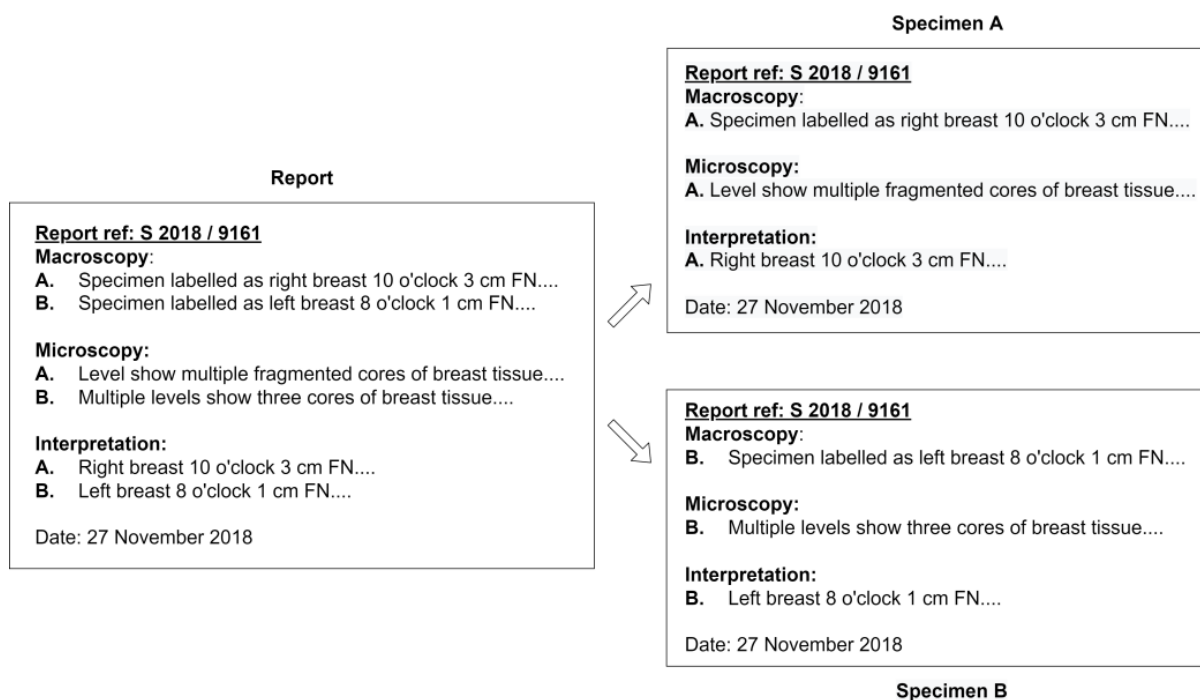 Report
Report ref: S 2018 / 9161
Macroscopy:
A. Specimen labelled as right breast 10 o'clock 3 cm FN....
B. Specimen labelled as left breast 8 o'clock 1 cm FN....
Microscopy:
A. Level show multiple fragmented cores of breast tissue....
B. Multiple levels show three cores of breast tissue....
Interpretation:
A. Right breast 10 o'clock 3 cm FN....
B. Left breast 8 o'clock 1 cm FN....
Date: 27 November 2018
Specimen A
Report ref: S 2018 / 9161
Macroscopy:
A. Specimen labelled as right breast 10 o'clock 3 cm FN....
Microscopy:
A. Level show multiple fragmented cores of breast tissue....
Interpretation:
A. Right breast 10 o'clock 3 cm FN....
Date: 27 November 2018
Report ref: S 2018 / 9161
Macroscopy:
B. Specimen labelled as left breast 8 o'clock 1 cm FN....
Microscopy:
B. Multiple levels show three cores of breast tissue....
Interpretation:
B. Left breast 8 o'clock 1 cm FN....
Date: 27 November 2018
Specimen B